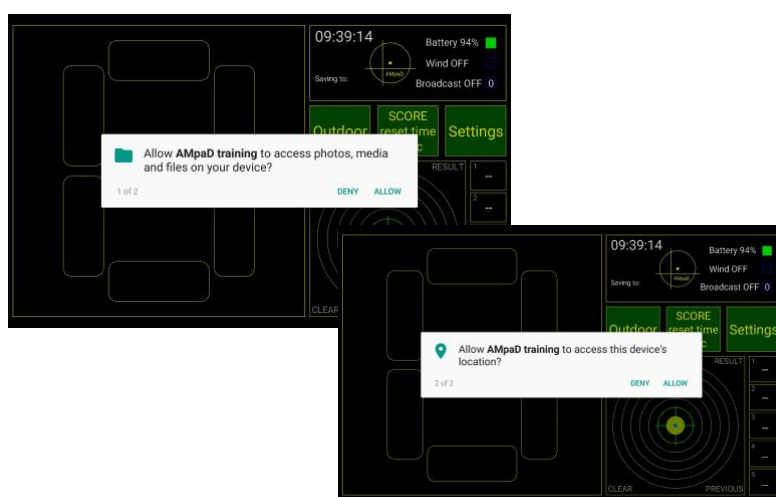 09:39:14
Battery 94%
Wind OFF
AMpaD
Saving to:
Broadcast OFF 0
Outdoor
SCORE
reset time
c
Settings
Allow AMpaD training to access photos, media
and files on your device?
1 of 2
DENY ALLOW
RESULT
1
--
2
--
CLEAR
09:39:14
Battery 94%
Wind OFF
AMpaD
Saving to:
Broadcast OFF 0
Outdoor
SCORE
reset time
c
Settings
Allow AMpaD training to access this device's
location?
2 of 2
DENY ALLOW
RESULT
1
--
2
--
3
--
4
--
5
--
CLEAR
PREVIOUS